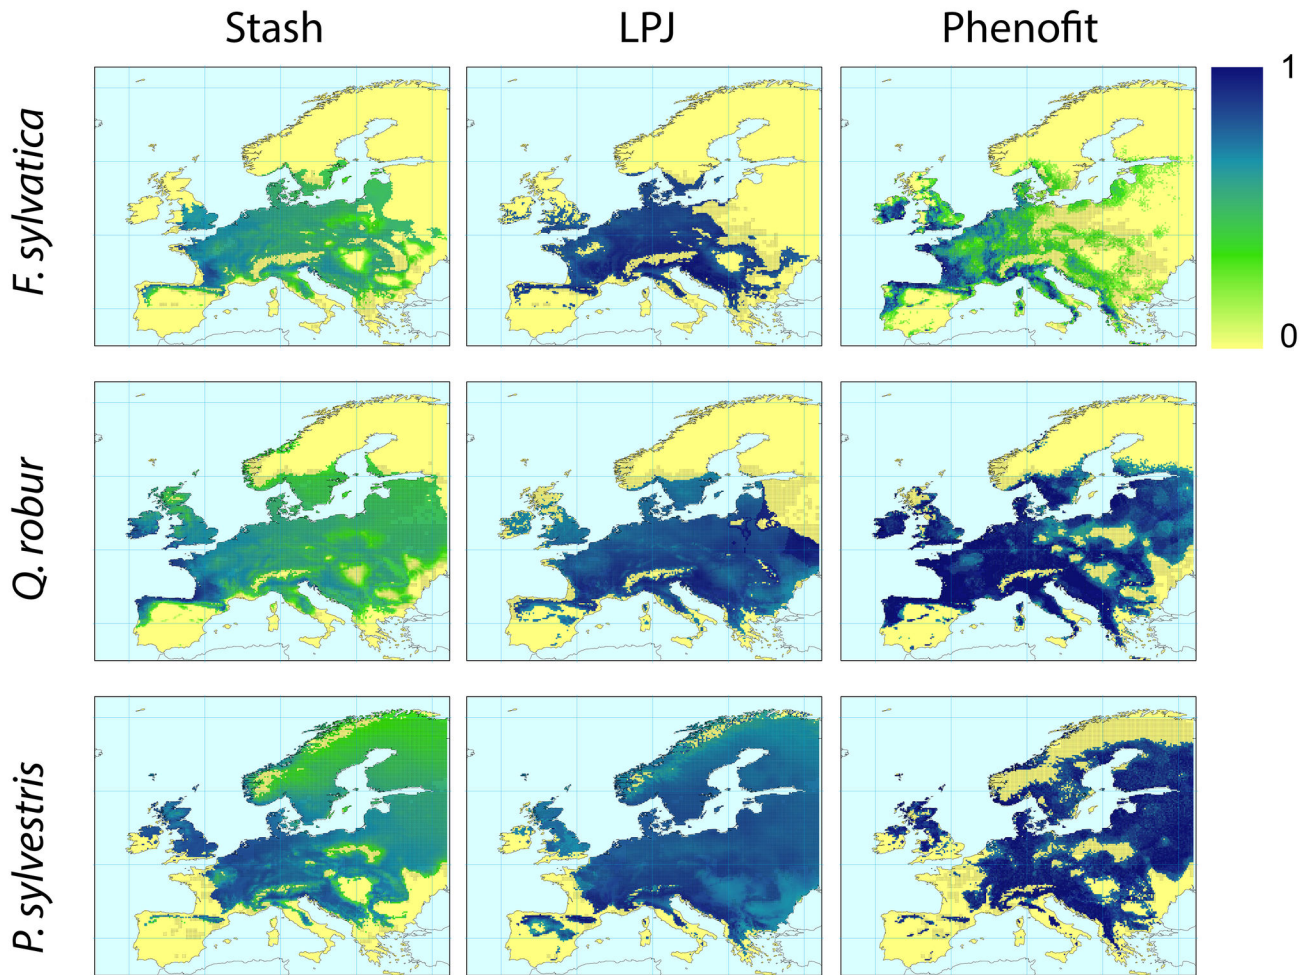 Stash LPJ Phenofit
1
0
F. sylvatica
Q. robur
P. sylvestris